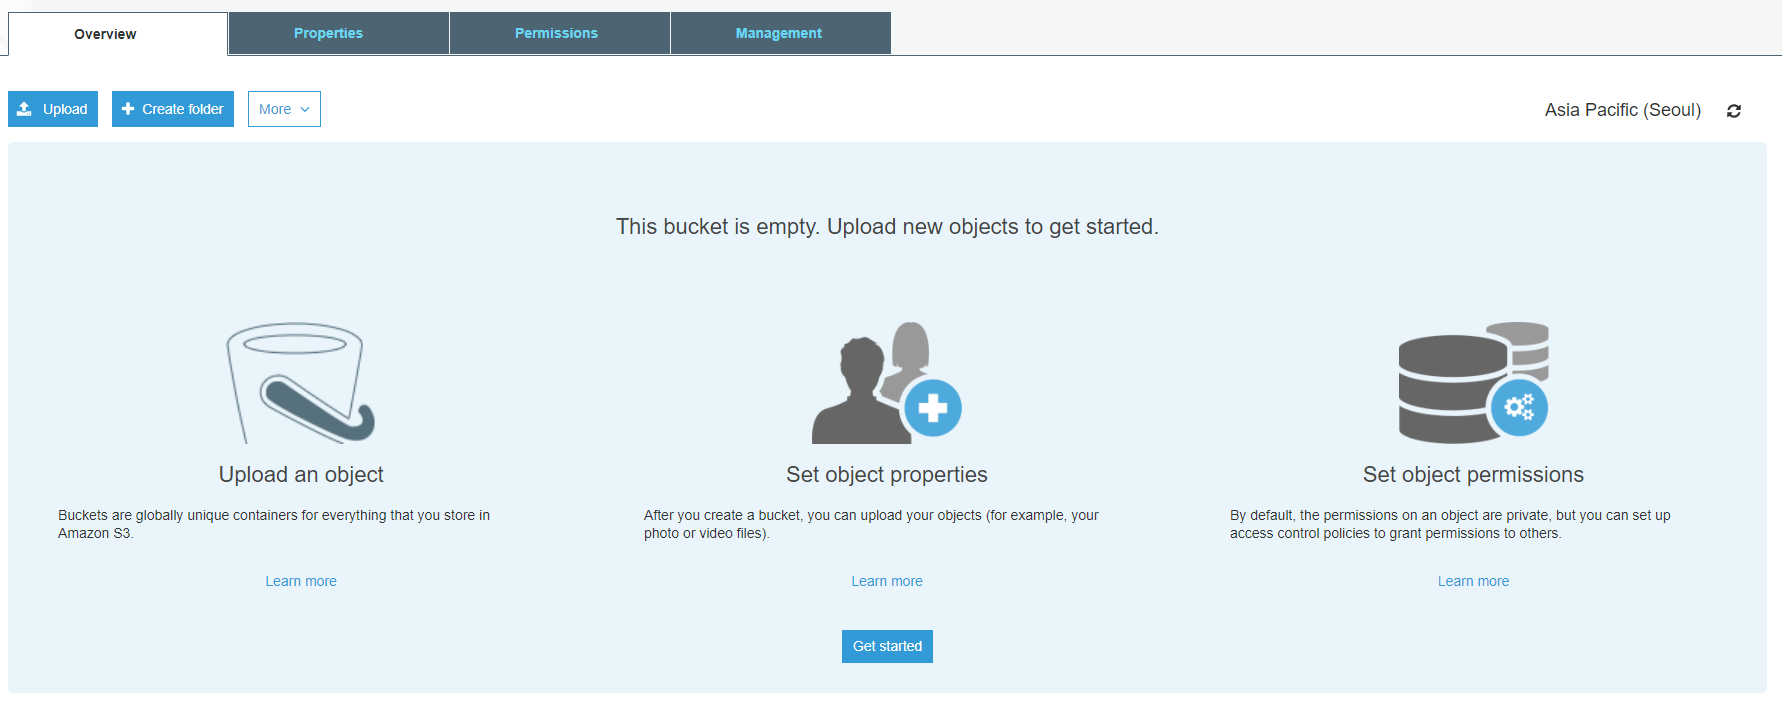 Overview
Properties
Permissions
Management
Upload
Create folder
More
Asia Pacific (Seoul)
This bucket is empty. Upload new objects to get started.
Upload an object
Buckets are globally unique containers for everything that you store in
Amazon S3.
Learn more
Set object properties
After you create a bucket, you can upload your objects (for example, your
photo or video files).
Learn more
Set object permissions
By default, the permissions on an object are private, but you can set up
access control policies to grant permissions to others.
Learn more
Get started